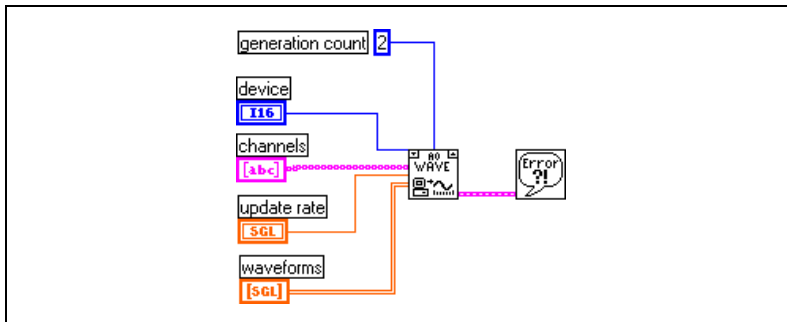 generation count 2
device
I16
channels
[abc]
AO
WAVE
Error
?!
update rate
SGL
waveforms
[SGL]